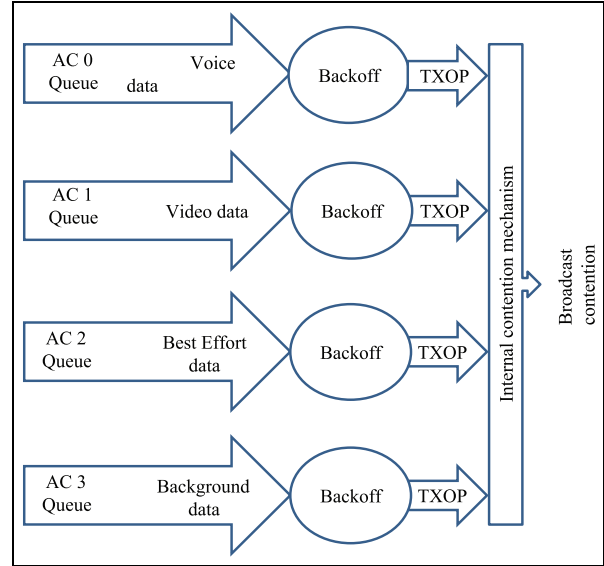 AC 0
Queue
Voice
data
Backoff
TXOP
AC 1
Queue
Video data
Backoff
TXOP
AC 2
Queue
Best Effort
data
Backoff
TXOP
AC 3
Queue
Background
data
Backoff
TXOP
Internal contention mechanism
Broadcast
contention